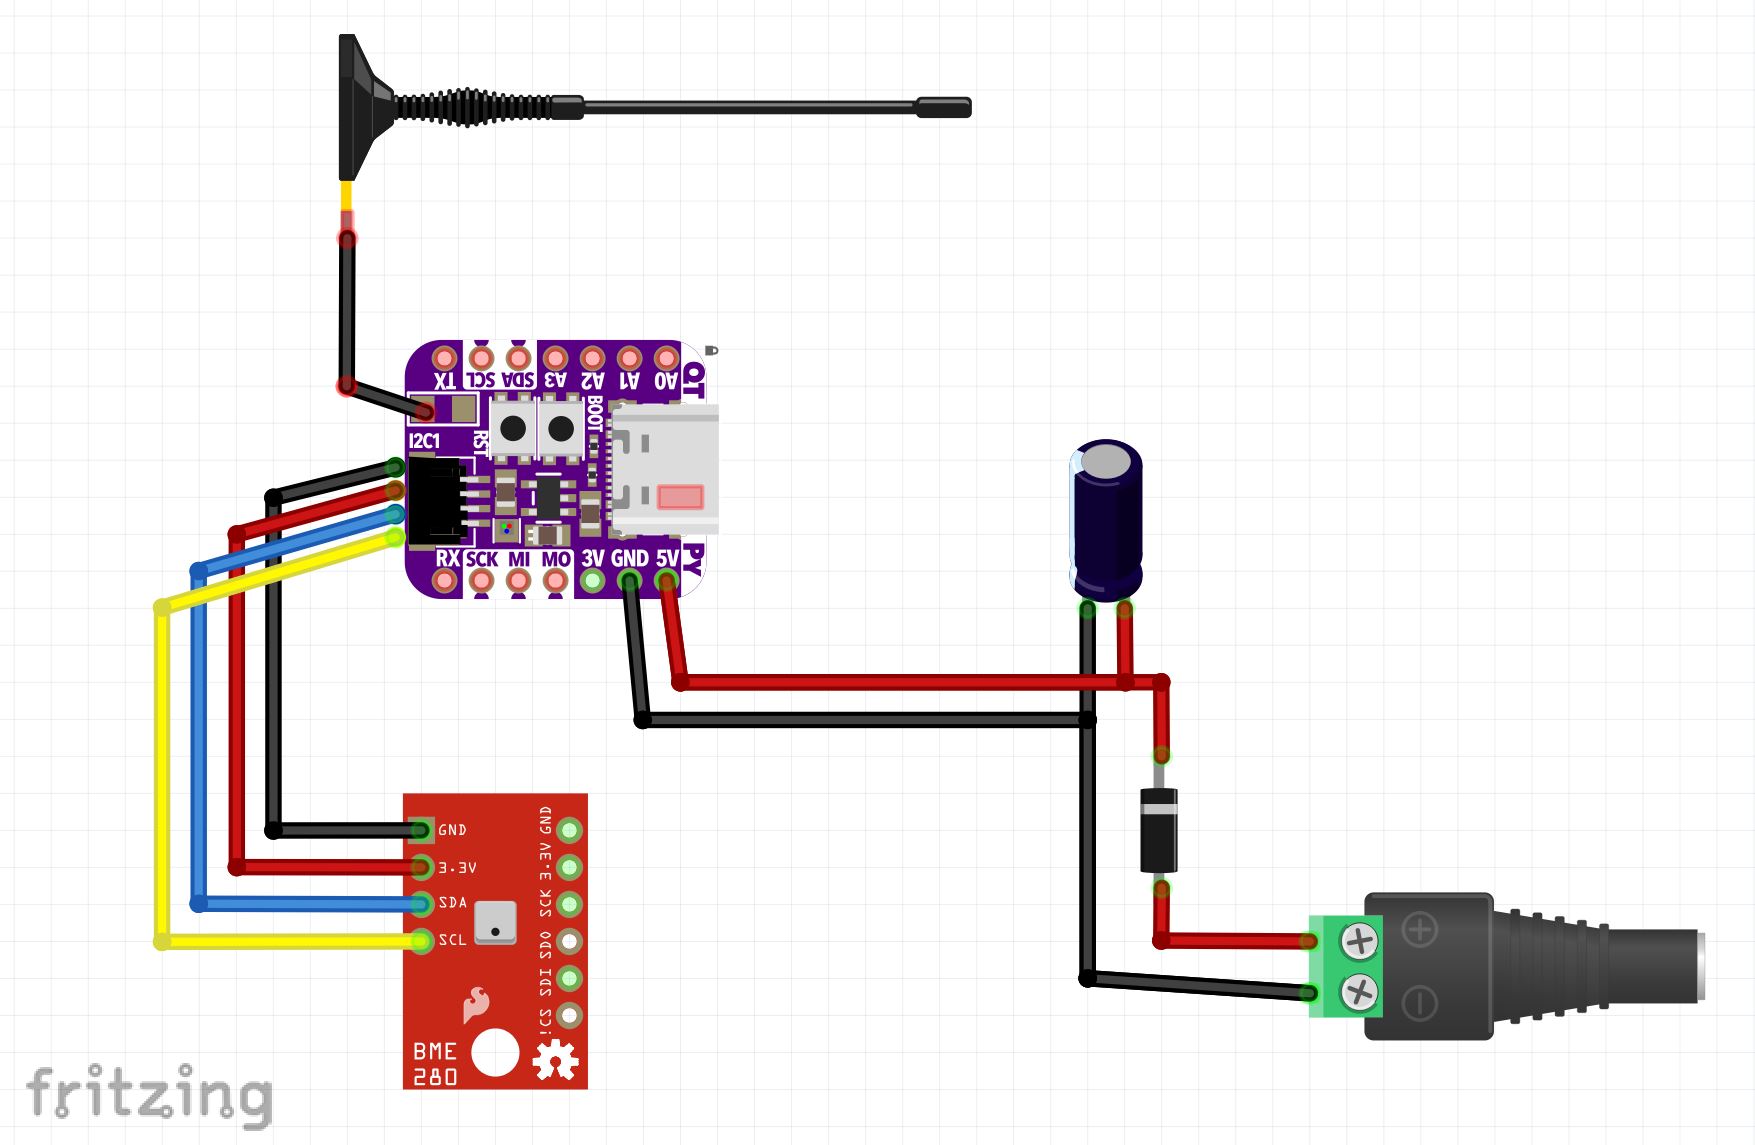 TX SCL SDA A3 A2 A1 A0 QT
I2C1
RST
BOOT
RX SCK MI MO 3V GND 5V PY
GND
3.3V
SDA
SCL
GND
3.3V
SCK
SDO
SDI
!CS
BME
280
fritzing